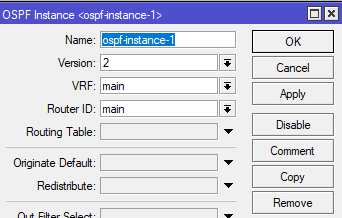 OSPF Instance <ospf-instance-1>
Name: ospf-instance-1
OK
Version: 2
Cancel
VRF: main
Apply
Router ID: main
Routing Table:
Disable
Originate Default:
Comment
Redistribute:
Copy
Out Filter Select:
Remove